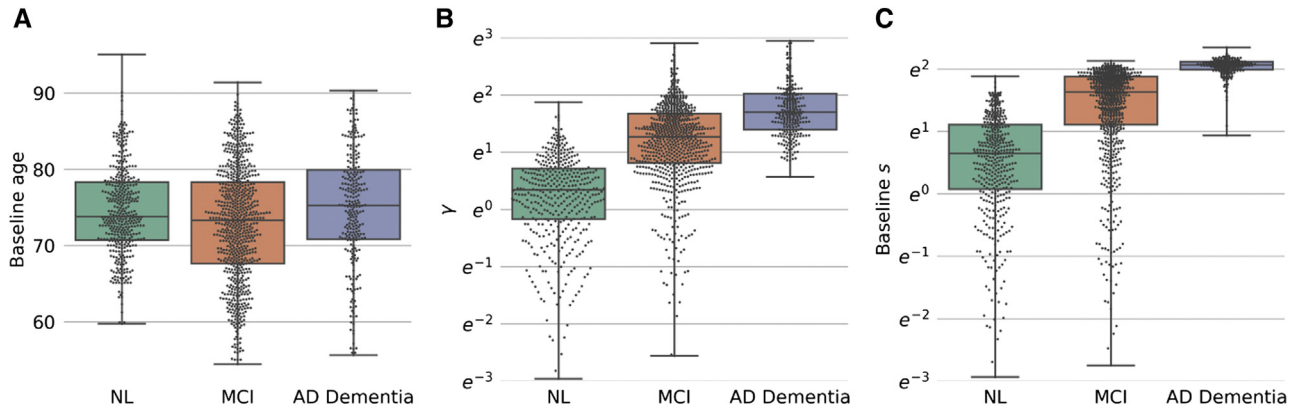 A
Baseline age
90
80
70
60
NL MCI AD Dementia
B
γ
e³
e²
e¹
e⁰
e⁻¹
e⁻²
e⁻³
NL MCI AD Dementia
C
Baseline s
e²
e¹
e⁰
e⁻¹
e⁻²
e⁻³
NL MCI AD Dementia